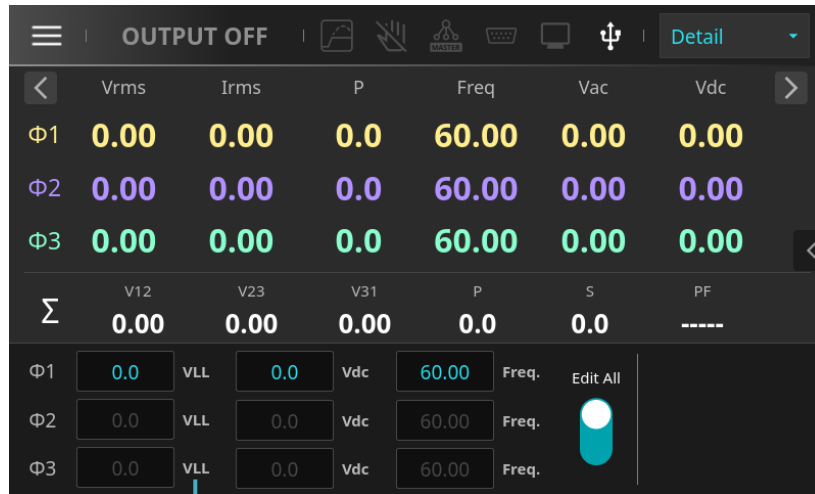 OUTPUT OFF MASTER Detail
Vrms Irms P Freq Vac Vdc
Φ1 0.00 0.00 0.0 60.00 0.00 0.00
Φ2 0.00 0.00 0.0 60.00 0.00 0.00
Φ3 0.00 0.00 0.0 60.00 0.00 0.00
V12 V23 V31 P S PF
Σ 0.00 0.00 0.00 0.0 0.0 -----
Φ1 0.0 VLL 0.0 Vdc 60.00 Freq. Edit All
Φ2 0.0 VLL 0.0 Vdc 60.00 Freq.
Φ3 0.0 VLL 0.0 Vdc 60.00 Freq.